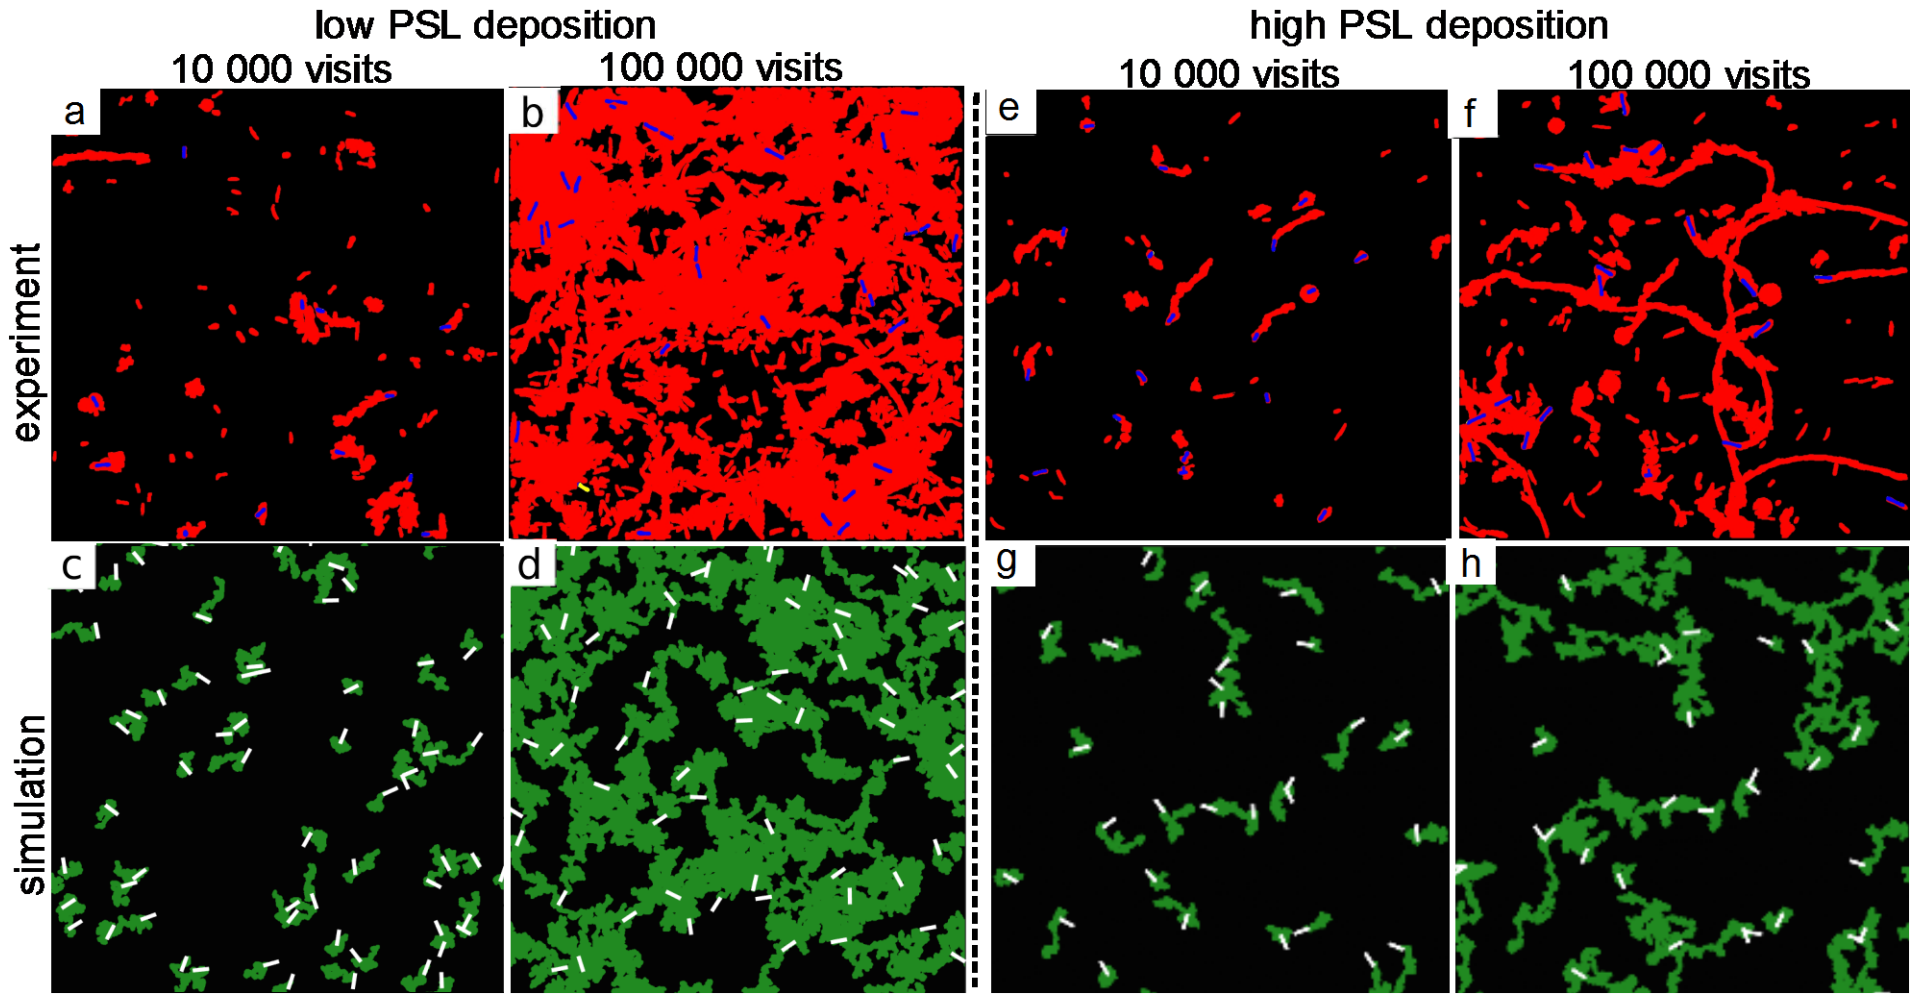 low PSL deposition
high PSL deposition
10 000 visits
100 000 visits
10 000 visits
100 000 visits
a
b
e
f
experiment
c
d
g
h
simulation